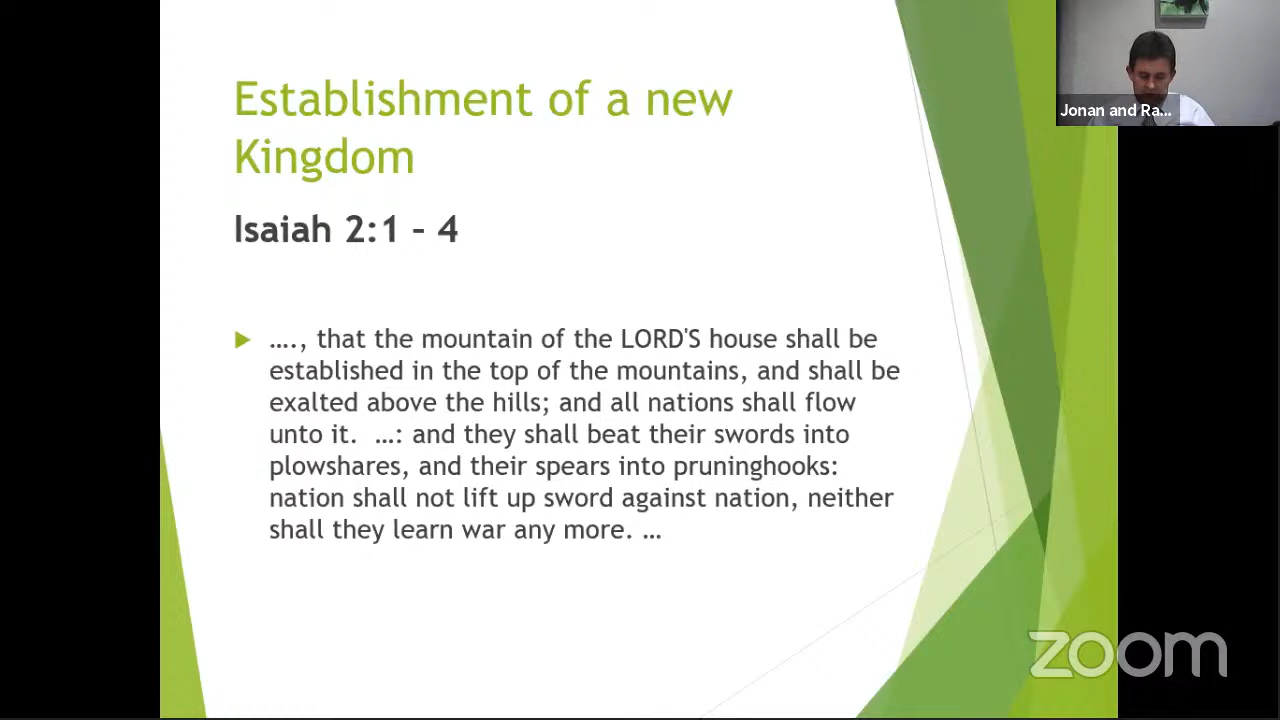 Establishment of a new
Kingdom
Isaiah 2:1 – 4
…., that the mountain of the LORD'S house shall be
established in the top of the mountains, and shall be
exalted above the hills; and all nations shall flow
unto it.  …: and they shall beat their swords into
plowshares, and their spears into pruninghooks:
nation shall not lift up sword against nation, neither
shall they learn war any more. …
Jonan and Ra...
zoom